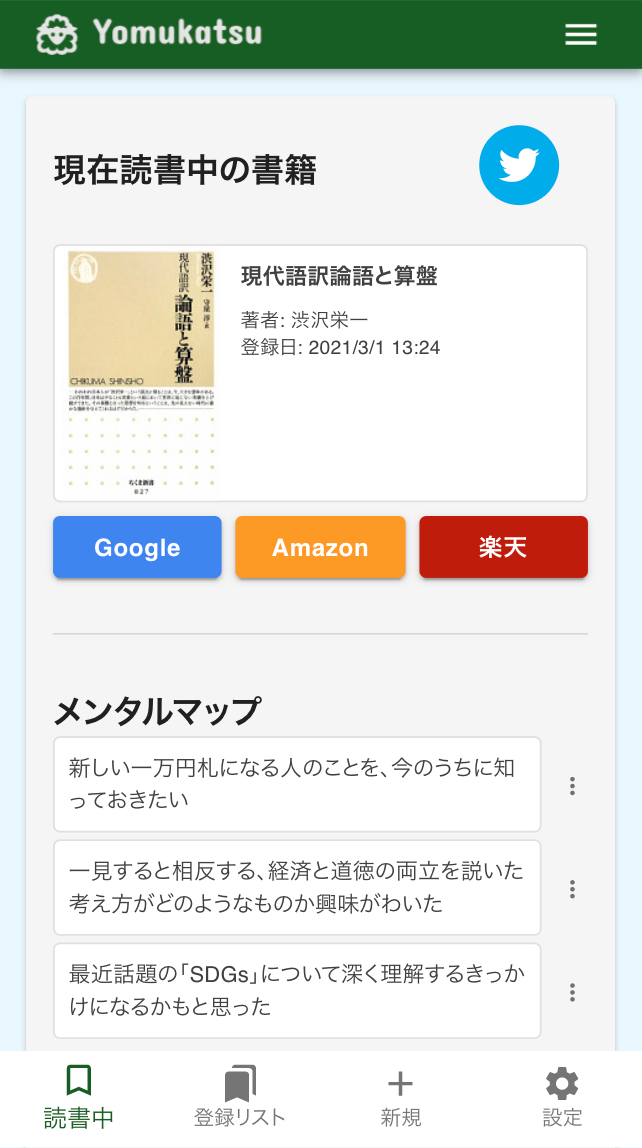 Yomukatsu
現在読書中の書籍
渋沢栄一
現代語訳
論語と算盤
CHIKUMA SHINSHO
ちくま新書
827
現代語訳論語と算盤
著者: 渋沢栄一
登録日: 2021/3/1 13:24
Google
Amazon
楽天
メンタルマップ
新しい一万円札になる人のことを、今のうちに知
っておきたい
一見すると相反する、経済と道徳の両立を説いた
考え方がどのようなものか興味がわいた
最近話題の「SDGs」について深く理解するきっか
けになるかもと思った
読書中
登録リスト
新規
設定